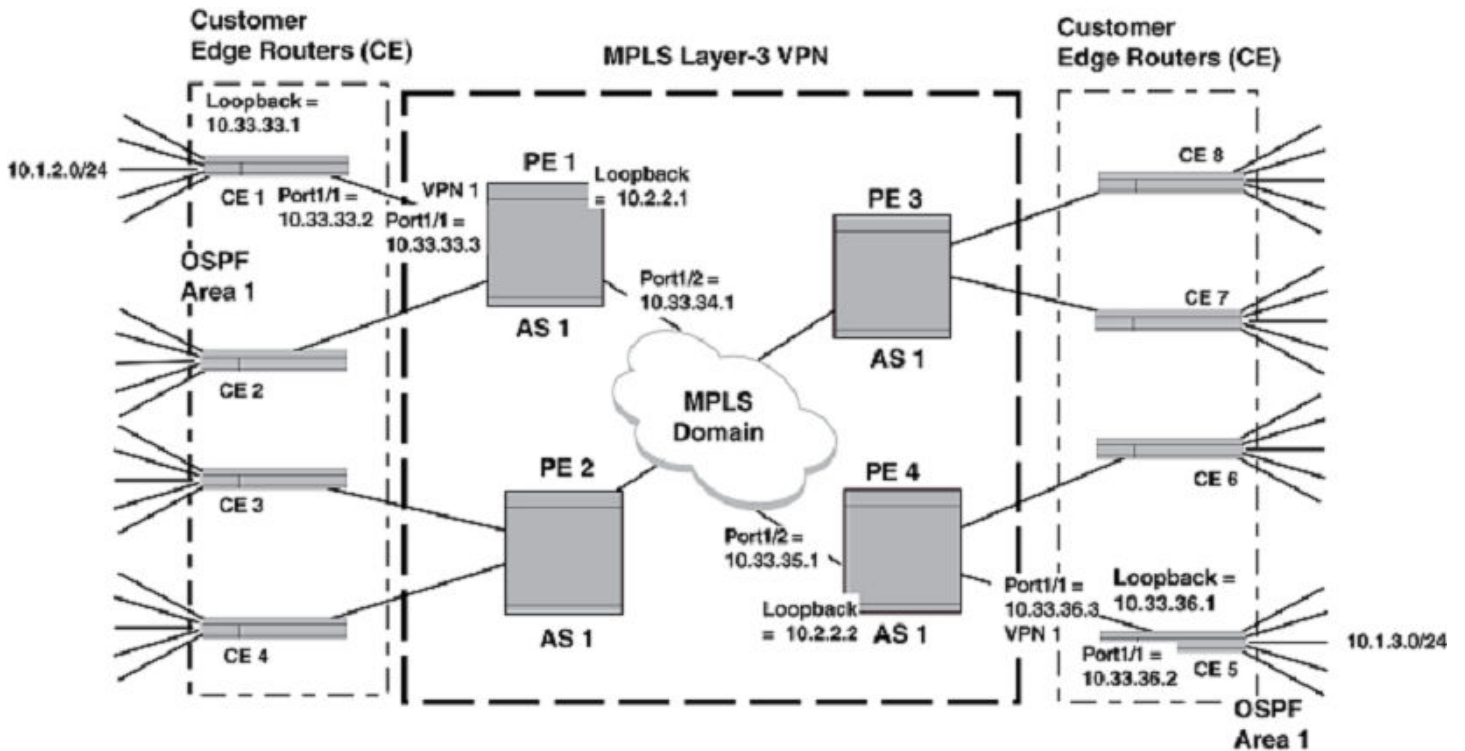 Customer
Edge Routers (CE)
MPLS Layer-3 VPN
Customer
Edge Routers (CE)
Loopback =
10.33.33.1
10.1.2.0/24
CE 1
Port1/1 =
10.33.33.2
VPN 1
Port1/1 =
10.33.33.3
PE 1
Loopback
= 10.2.2.1
AS 1
Port1/2 =
10.33.34.1
OSPF
Area 1
CE 2
CE 3
CE 4
PE 2
AS 1
MPLS
Domain
PE 3
AS 1
CE 8
CE 7
CE 6
PE 4
Port1/2 =
10.33.35.1
Loopback
= 10.2.2.2
AS 1
Port1/1 =
10.33.36.3
VPN 1
Loopback =
10.33.36.1
Port1/1 =
10.33.36.2
CE 5
10.1.3.0/24
OSPF
Area 1